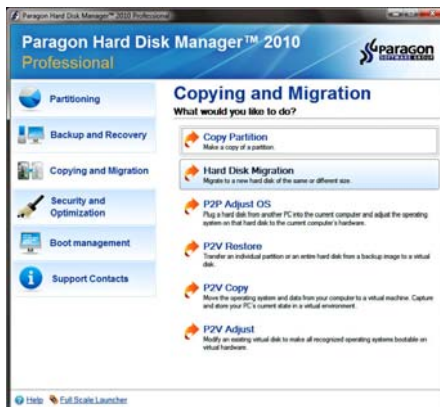 Paragon Hard Disk Manager™ 2010 Professional
Paragon Hard Disk Manager™ 2010
Professional
Paragon
SOFTWARE GROUP
Partitioning
Backup and Recovery
Copying and Migration
Security and
Optimization
Boot management
Support Contacts
Copying and Migration
What would you like to do?
Copy Partition
Make a copy of a partition.
Hard Disk Migration
Migrate to a new hard disk of the same or different size.
P2P Adjust OS
Plug a hard disk from another PC into the current computer and adjust the operating
system on that hard disk to the current computer's hardware.
P2V Restore
Transfer an individual partition or an entire hard disk from a backup image to a virtual
disk.
P2V Copy
Move the operating system and data from your computer to a virtual machine. Capture
and store your PC's current state in a virtual environment.
P2V Adjust
Modify an existing virtual disk to make all recognized operating systems bootable on
virtual hardware.
Help
Full Scale Launcher